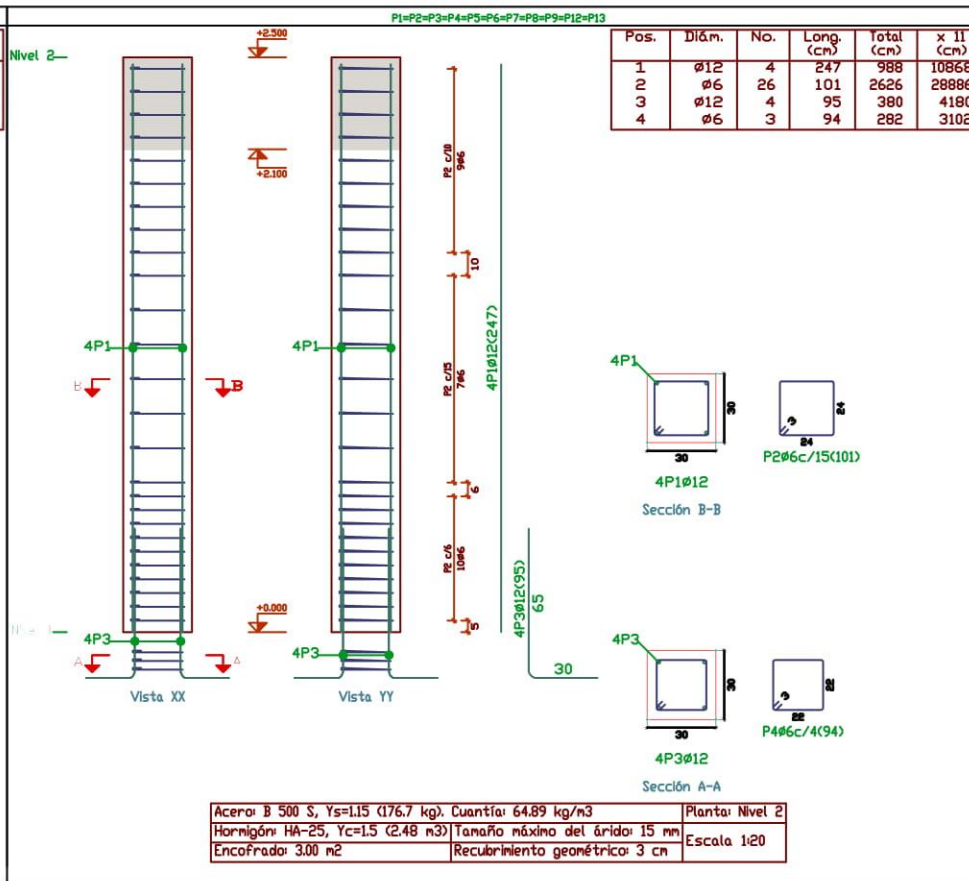 P1=P2=P3=P4=P5=P6=P7=P8=P9=P12=P13
Nivel 2
+2.500
+2.100
Pos. Diám. No. Long. (cm) Total (cm) x 11 (cm)
1 ø12 4 247 988 10868
2 ø6 26 101 2626 28886
3 ø12 4 95 380 4180
4 ø6 3 94 282 3102
P2 c/10
9ø6
10
4P1
4P1
B
B
P2 c/15
7ø6
4P1ø12(247)
6
P2 c/6
10ø6
5
+0.000
4P3
4P3
A
A
Vista XX
Vista YY
4P3ø12(95)
65
30
4P1
30
30
4P1ø12
Sección B-B
3
24
24
P2ø6c/15(101)
4P3
30
30
4P3ø12
Sección A-A
3
22
22
P4ø6c/4(94)
Acero: B 500 S, Ys=1.15 (176.7 kg). Cuantía: 64.89 kg/m3
Planta: Nivel 2
Hormigón: HA-25, Yc=1.5 (2.48 m3)
Tamaño máximo del árido: 15 mm
Escala 1:20
Encofrado: 3.00 m2
Recubrimiento geométrico: 3 cm